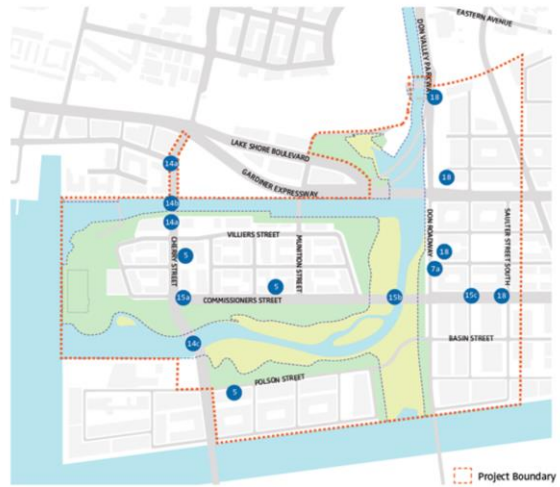 EASTERN AVENUE
DON VALLEY PARKWAY
18
LAKE SHORE BOULEVARD
14a
GARDINER EXPRESSWAY
18
14b
14a
VILLIERS STREET
CHERRY STREET
MUNITION STREET
DON ROADWAY
SAULTER STREET SOUTH
5
18
7a
5
15a
COMMISSIONERS STREET
15b
15c
18
14c
BASIN STREET
POLSON STREET
5
Project Boundary